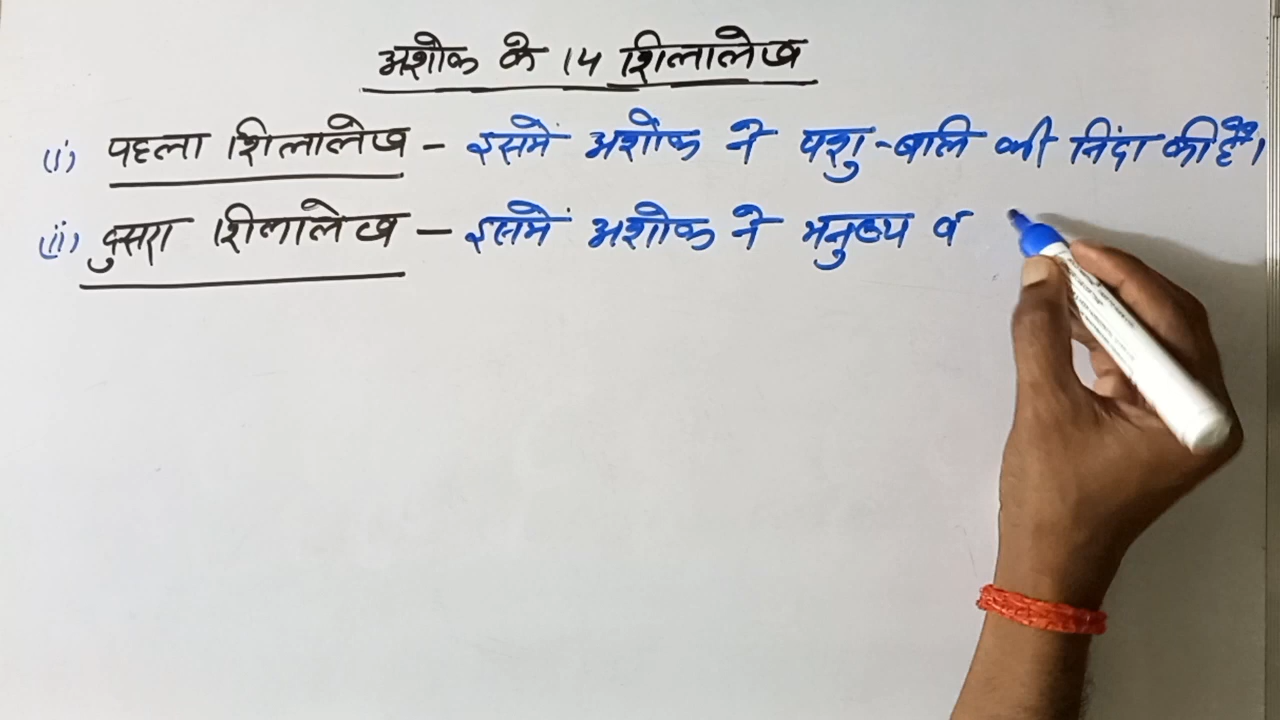 अशोक के 14 शिलालेख
(i) पहला शिलालेख - इसमें अशोक ने पशु-बलि की निंदा की है।
(ii) दुसरा शिलालेख - इसमें अशोक ने मनुष्य व